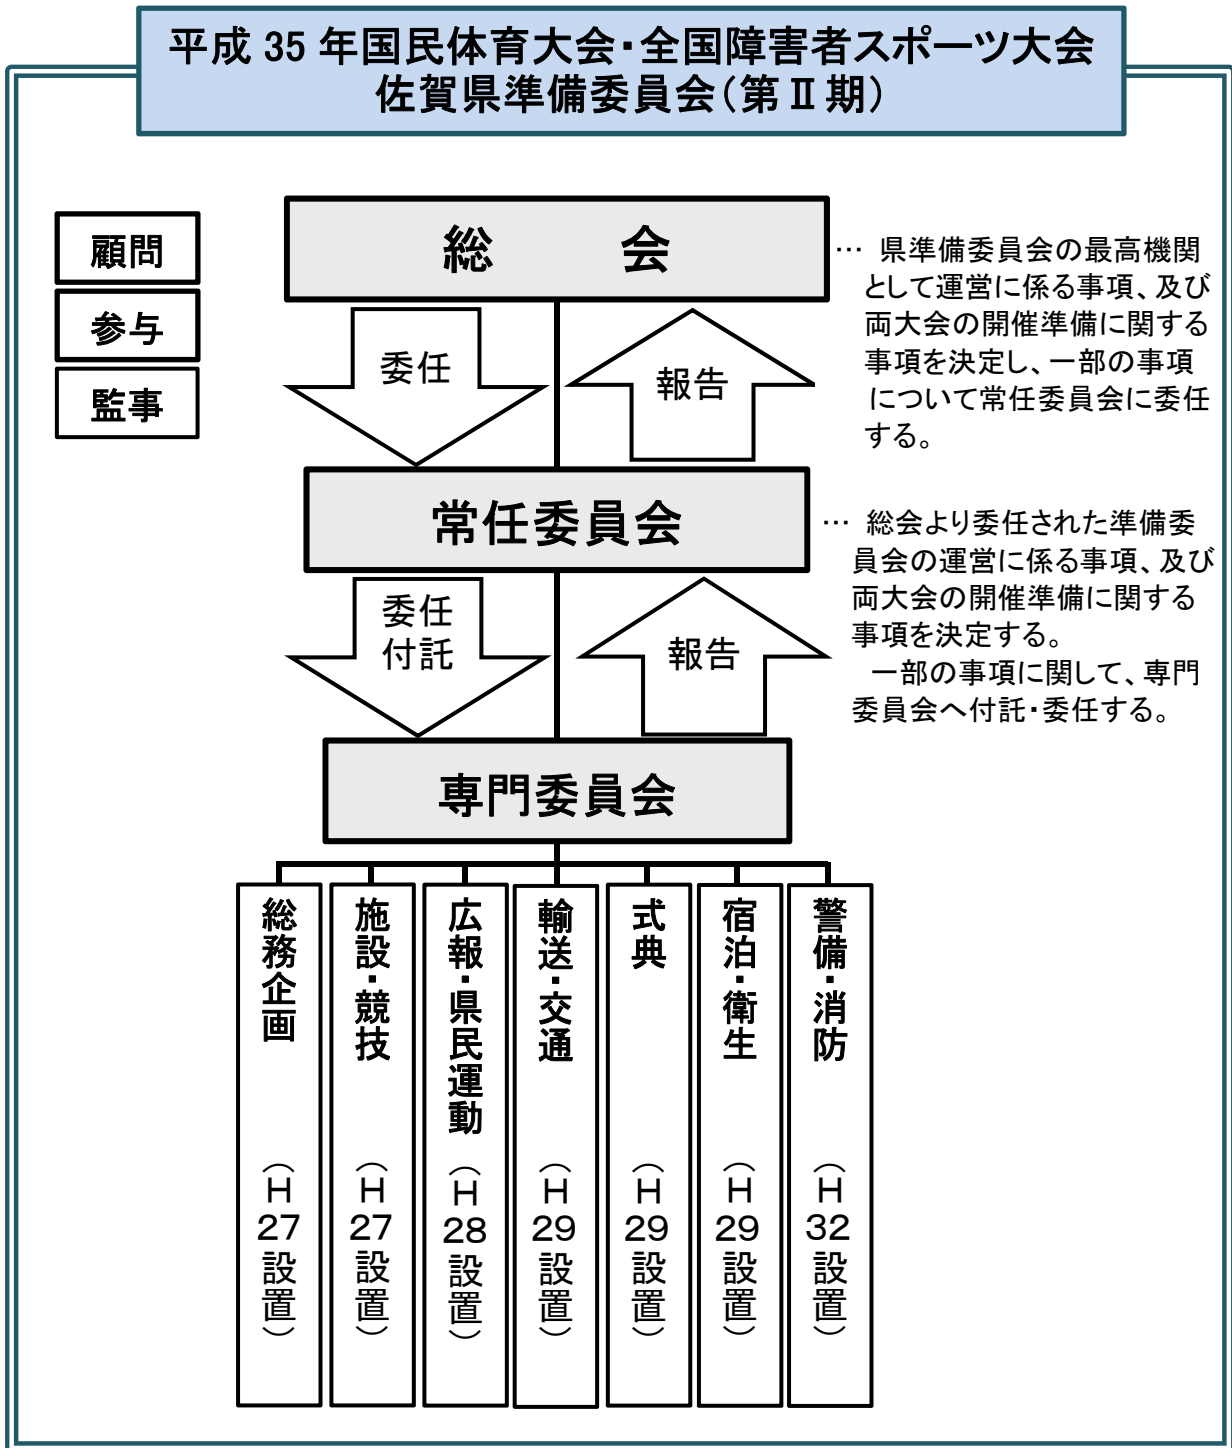 平成 35 年国民体育大会・全国障害者スポーツ大会
佐賀県準備委員会（第Ⅱ期）
顧問
参与
監事
総　　会
… 県準備委員会の最高機関
として運営に係る事項、及び
両大会の開催準備に関する
事項を決定し、一部の事項
について常任委員会に委任
する。
委任
報告
常任委員会
… 総会より委任された準備委
員会の運営に係る事項、及び
両大会の開催準備に関する
事項を決定する。
一部の事項に関して、専門
委員会へ付託・委任する。
委任
付託
報告
専門委員会
総務企画（Ｈ27設置）
施設・競技（Ｈ27設置）
広報・県民運動（Ｈ28設置）
輸送・交通（Ｈ29設置）
式典（Ｈ29設置）
宿泊・衛生（Ｈ29設置）
警備・消防（Ｈ32設置）